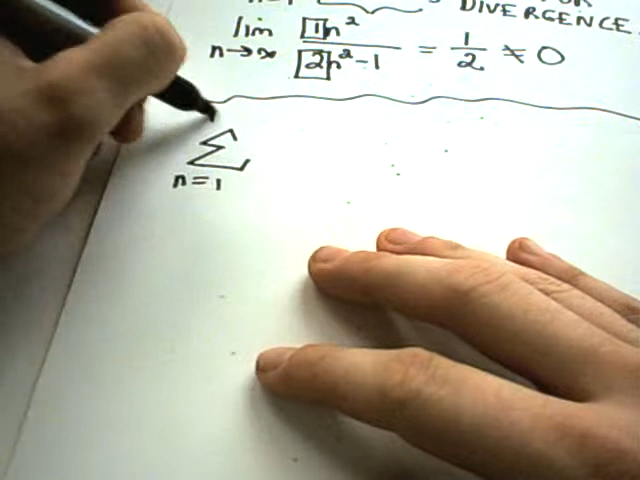 DIVERGENCE.
lim n→∞ 1n² / 2n²-1 = 1/2 ≠ 0
∑ n=1